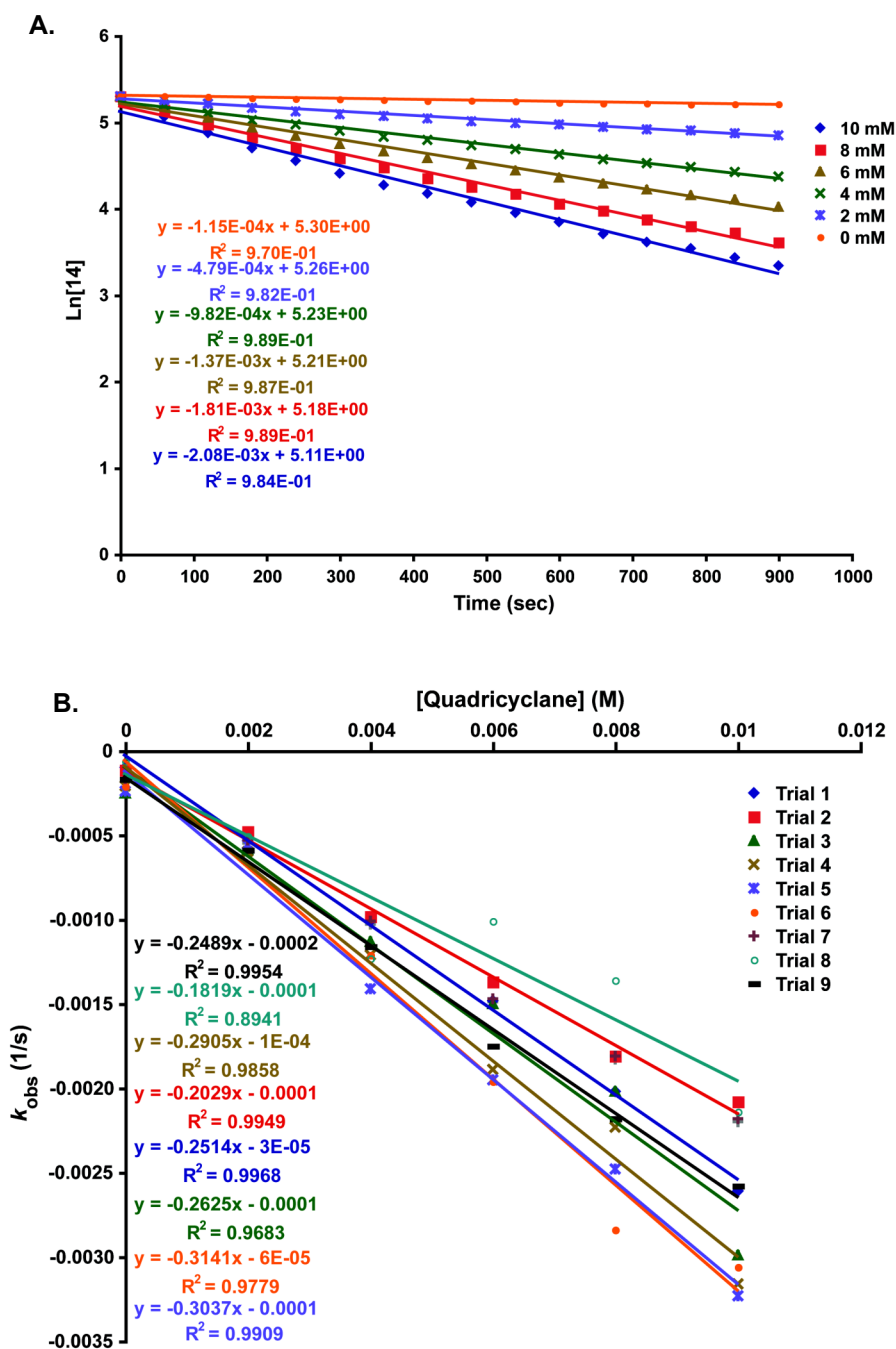 A.
6
5
4
3
2
1
0
Ln[14]
y = -1.15E-04x + 5.30E+00
R² = 9.70E-01
y = -4.79E-04x + 5.26E+00
R² = 9.82E-01
y = -9.82E-04x + 5.23E+00
R² = 9.89E-01
y = -1.37E-03x + 5.21E+00
R² = 9.87E-01
y = -1.81E-03x + 5.18E+00
R² = 9.89E-01
y = -2.08E-03x + 5.11E+00
R² = 9.84E-01
10 mM
8 mM
6 mM
4 mM
2 mM
0 mM
0 100 200 300 400 500 600 700 800 900 1000
Time (sec)
B.
[Quadricyclane] (M)
0 0.002 0.004 0.006 0.008 0.01 0.012
0
-0.0005
-0.0010
-0.0015
-0.0020
-0.0025
-0.0030
-0.0035
kobs (1/s)
Trial 1
Trial 2
Trial 3
Trial 4
Trial 5
Trial 6
Trial 7
Trial 8
Trial 9
y = -0.2489x - 0.0002
R² = 0.9954
y = -0.1819x - 0.0001
R² = 0.8941
y = -0.2905x - 1E-04
R² = 0.9858
y = -0.2029x - 0.0001
R² = 0.9949
y = -0.2514x - 3E-05
R² = 0.9968
y = -0.2625x - 0.0001
R² = 0.9683
y = -0.3141x - 6E-05
R² = 0.9779
y = -0.3037x - 0.0001
R² = 0.9909